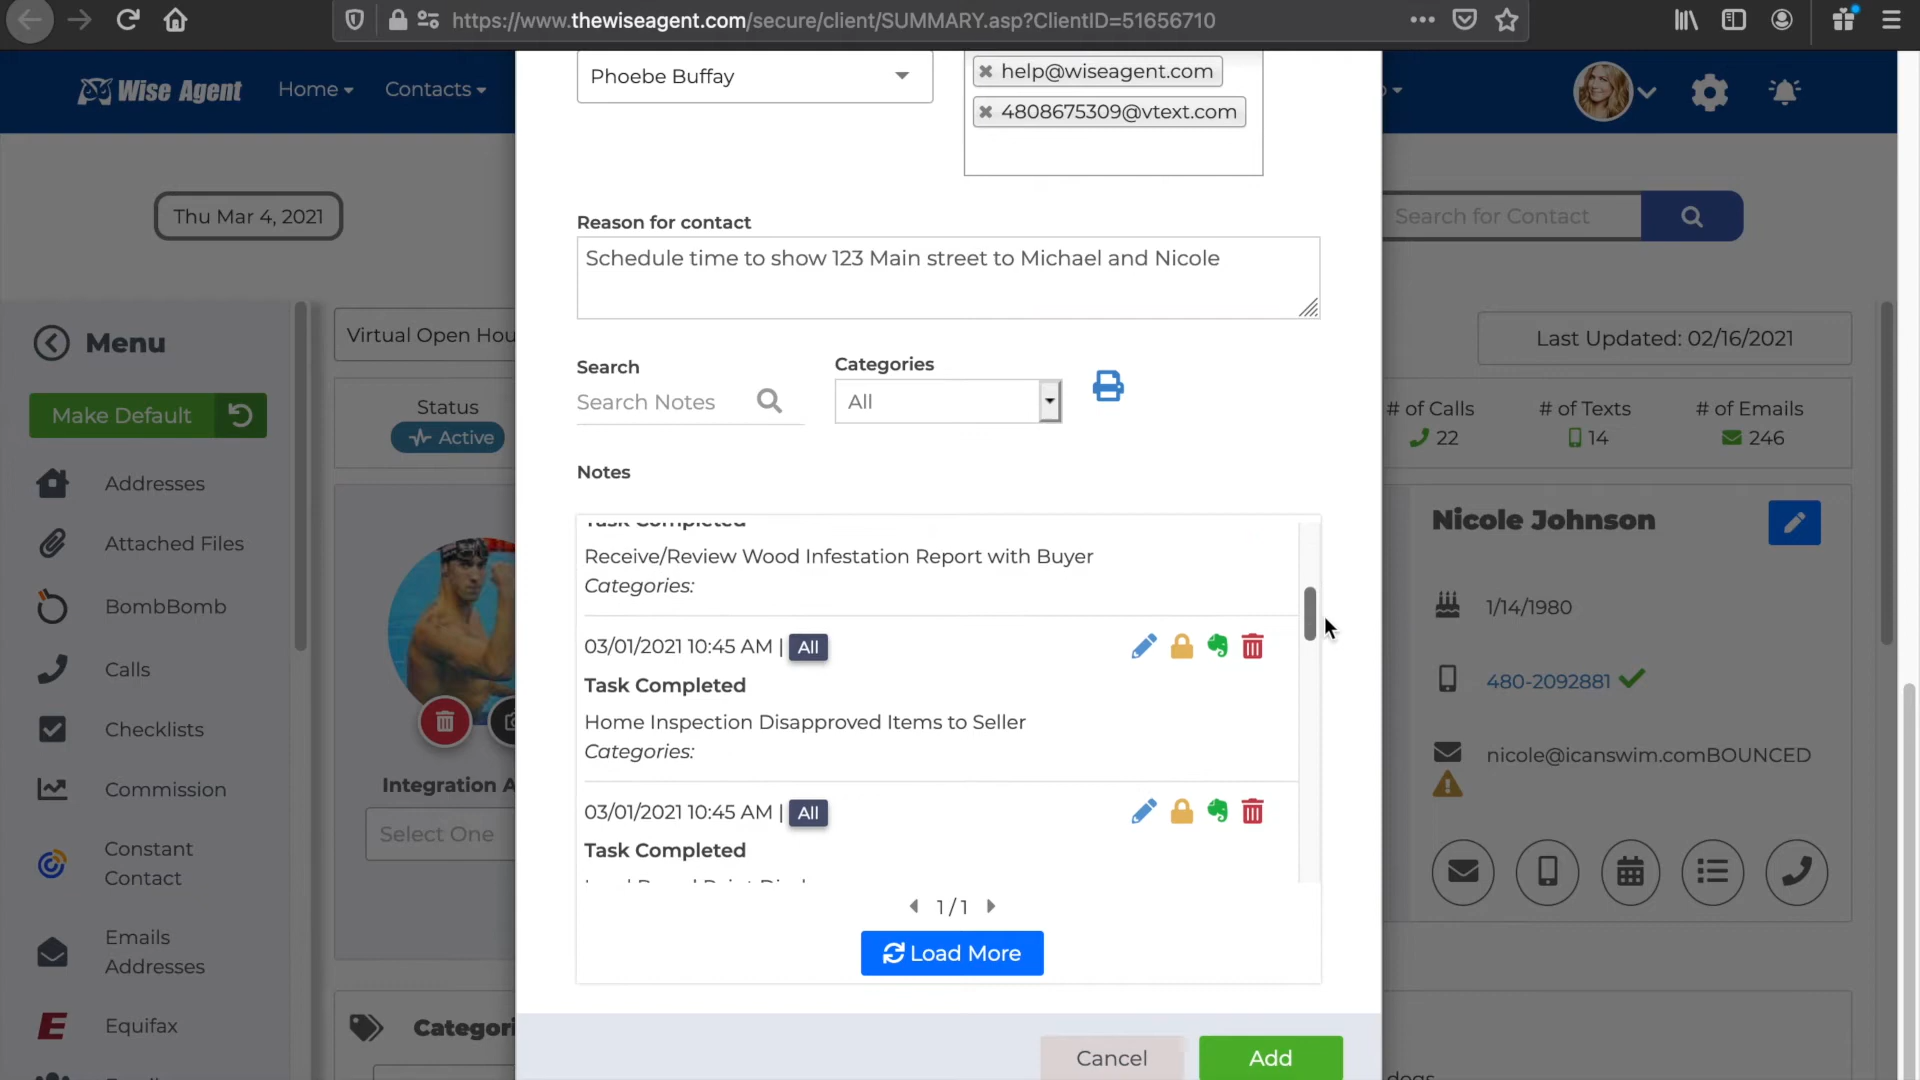 https://www.thewiseagent.com/secure/client/SUMMARY.asp?ClientID=51656710
Wise Agent
Home
Contacts
Phoebe Buffay
help@wiseagent.com
4808675309@vtext.com
Thu Mar 4, 2021
Search for Contact
Reason for contact
Schedule time to show 123 Main street to Michael and Nicole
Menu
Virtual Open Hou
Last Updated: 02/16/2021
Make Default
Status
Active
Search
Search Notes
Categories
All
# of Calls
22
# of Texts
14
# of Emails
246
Notes
Addresses
Attached Files
BombBomb
Calls
Checklists
Commission
Constant
Contact
Emails
Addresses
Equifax
Integration A
Select One
Categori
Task Completed
Receive/Review Wood Infestation Report with Buyer
Categories:
03/01/2021 10:45 AM | All
Task Completed
Home Inspection Disapproved Items to Seller
Categories:
03/01/2021 10:45 AM | All
Task Completed
1/1
Load More
Cancel
Add
Nicole Johnson
1/14/1980
480-2092881
nicole@icanswim.comBOUNCED
dogs